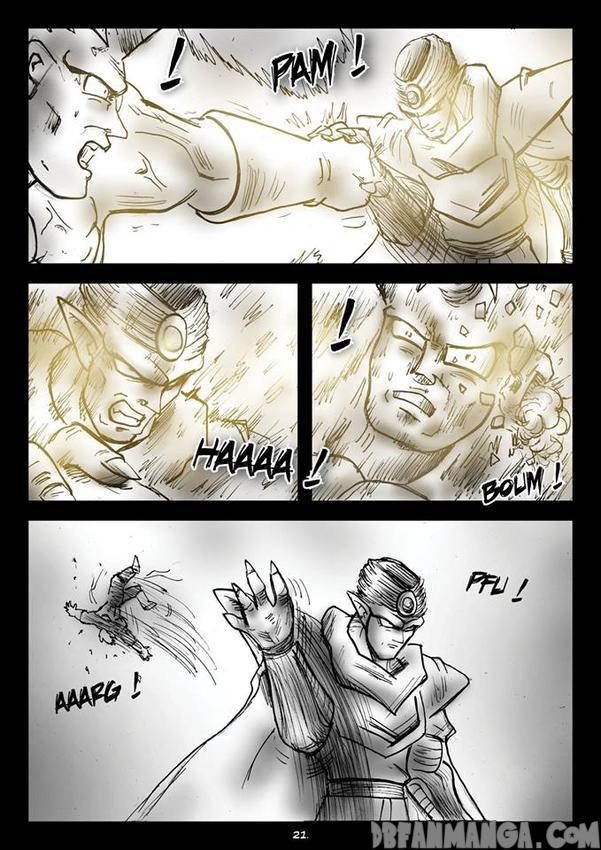 !
PAM !
HAAAA !
!
BOUM !
PFU !
AAARG !
21.
DBFANMANGA.COM